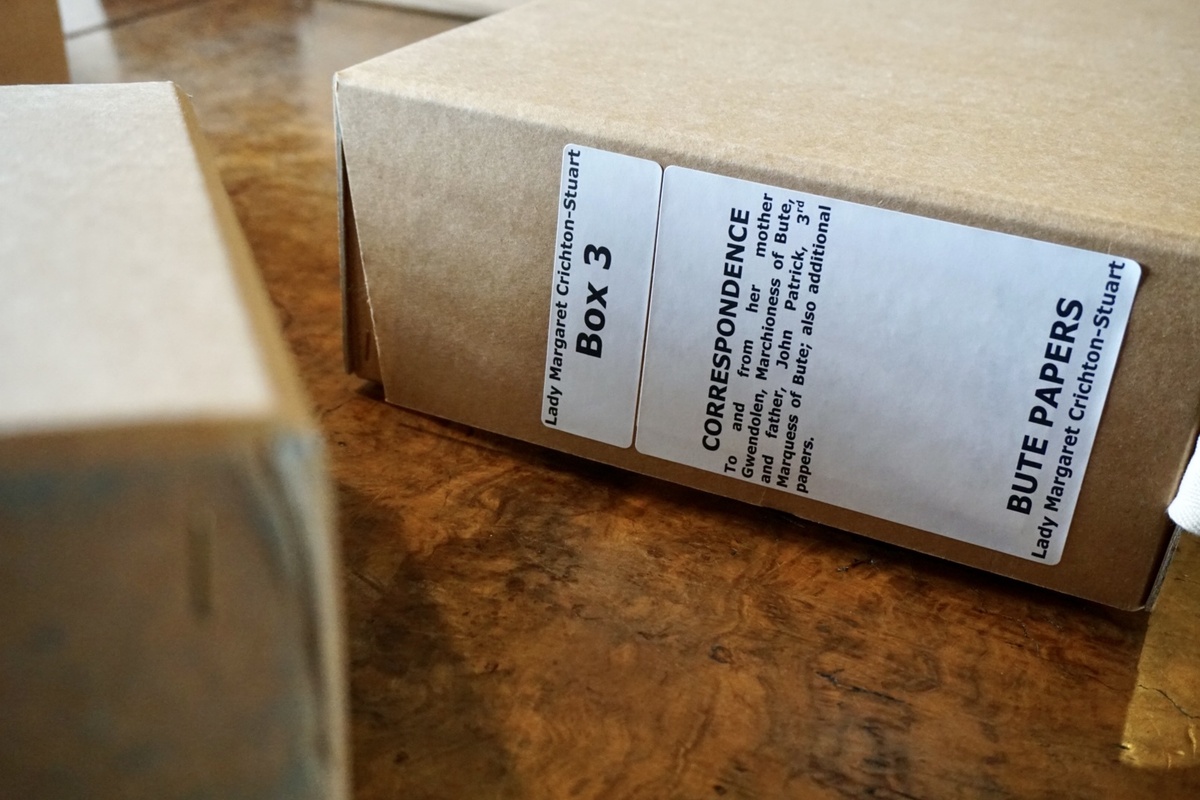 Lady Margaret Crichton-Stuart
Box 3
CORRESPONDENCE
To and from her mother
Gwendolen, Marchioness of Bute,
and father, John Patrick, 3rd
Marquess of Bute; also additional
papers.
BUTE PAPERS
Lady Margaret Crichton-Stuart